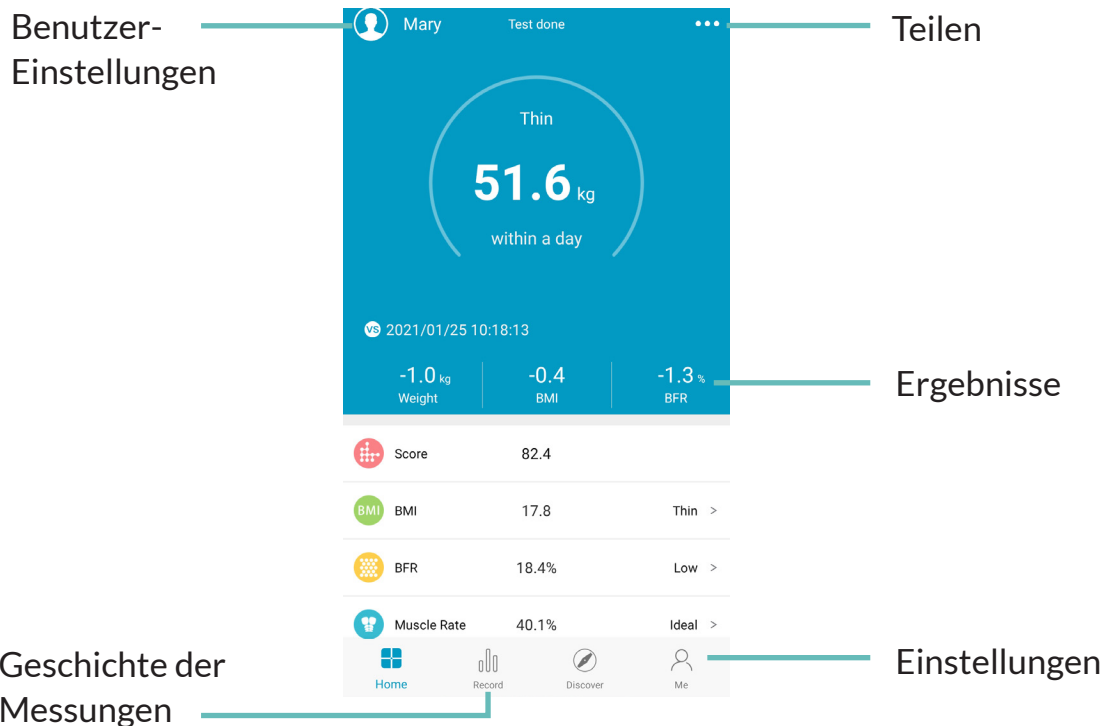 Benutzer-
Einstellungen
Mary
Test done
Teilen
Thin
51.6 kg
within a day
VS 2021/01/25 10:18:13
-1.0 kg
Weight
-0.4
BMI
-1.3 %
BFR
Ergebnisse
Score 82.4
BMI BMI 17.8 Thin >
BFR 18.4% Low >
Muscle Rate 40.1% Ideal >
Home
Record
Discover
Me
Einstellungen
Geschichte der
Messungen